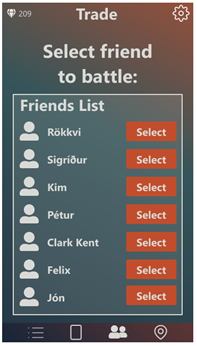 209 Trade
Select friend
to battle:
Friends List
Rökkvi Select
Sigríður Select
Kim Select
Pétur Select
Clark Kent Select
Felix Select
Jón Select